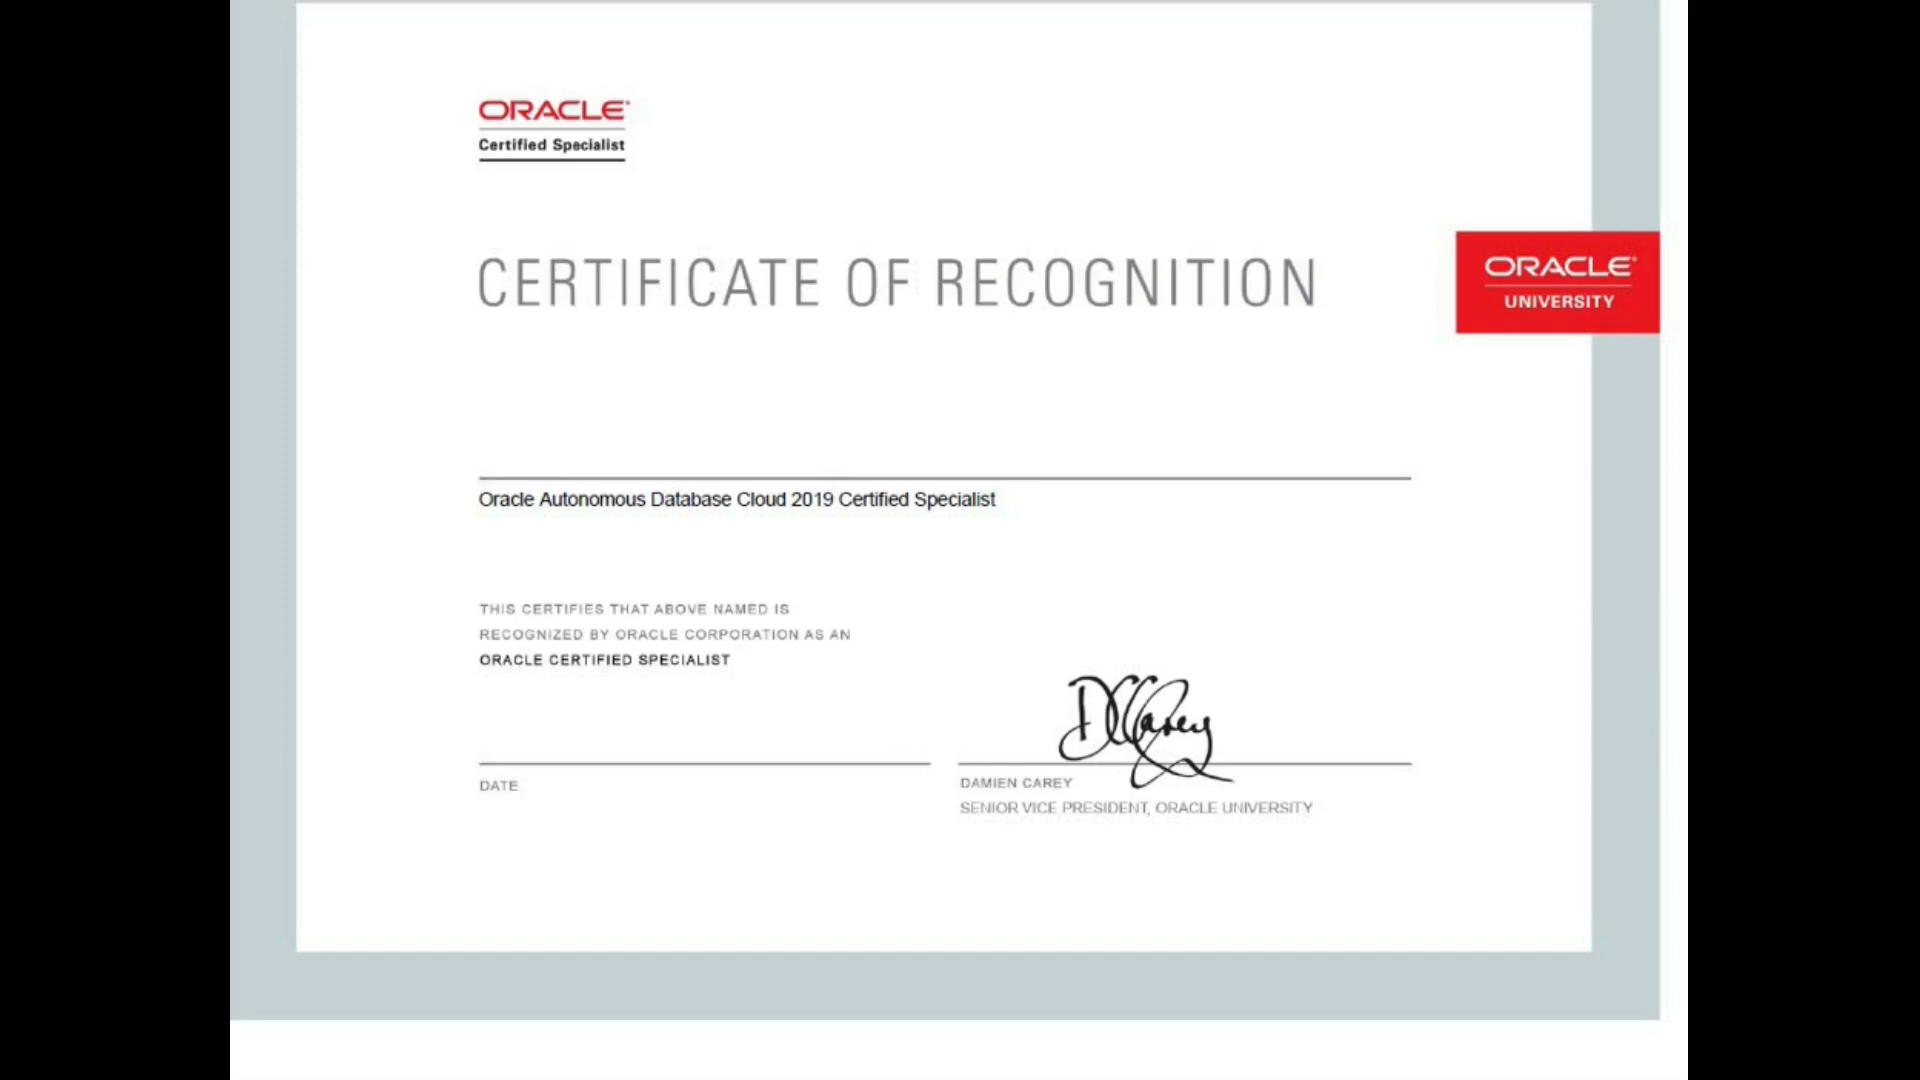 ORACLE
Certified Specialist
CERTIFICATE OF RECOGNITION
ORACLE
UNIVERSITY
Oracle Autonomous Database Cloud 2019 Certified Specialist
THIS CERTIFIES THAT ABOVE NAMED IS
RECOGNIZED BY ORACLE CORPORATION AS AN
ORACLE CERTIFIED SPECIALIST
DCarey
DATE
DAMIEN CAREY
SENIOR VICE PRESIDENT, ORACLE UNIVERSITY